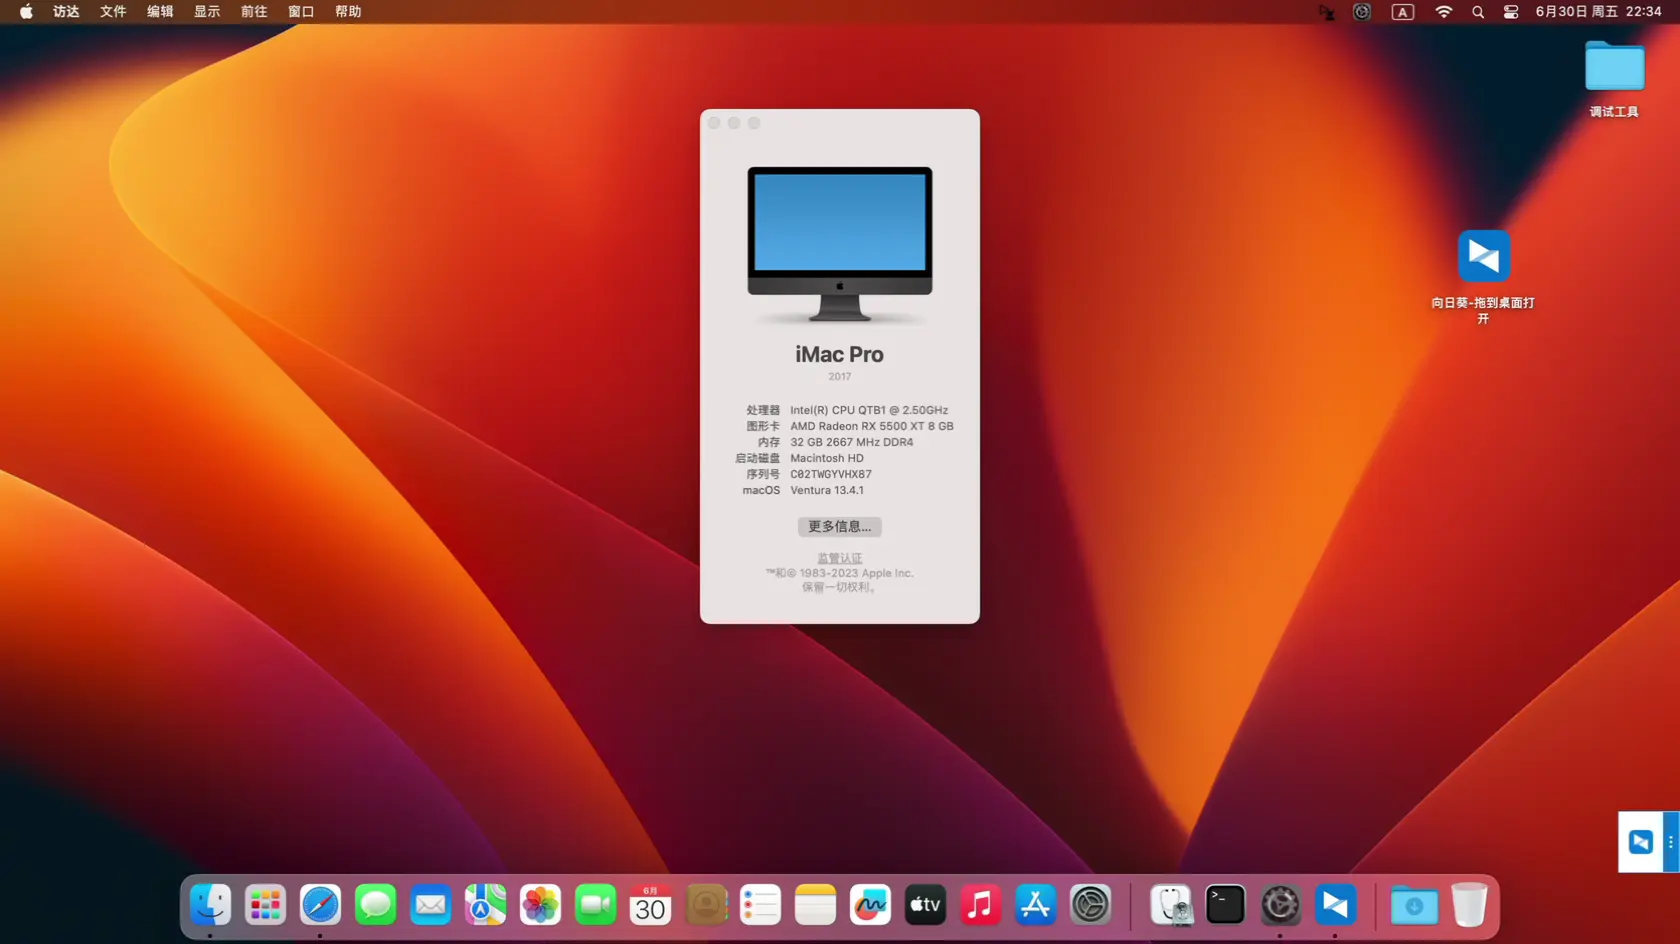 访达 文件 编辑 显示 前往 窗口 帮助
A
6月30日 周五 22:34
调试工具
向日葵-拖到桌面打
开
iMac Pro
2017
处理器 Intel(R) CPU QTB1 @ 2.50GHz
图形卡 AMD Radeon RX 5500 XT 8 GB
内存 32 GB 2667 MHz DDR4
启动磁盘 Macintosh HD
序列号 C02TWGYVHX87
macOS Ventura 13.4.1
更多信息...
监管认证
™和© 1983-2023 Apple Inc.
保留一切权利。
6月
30
tv
>_